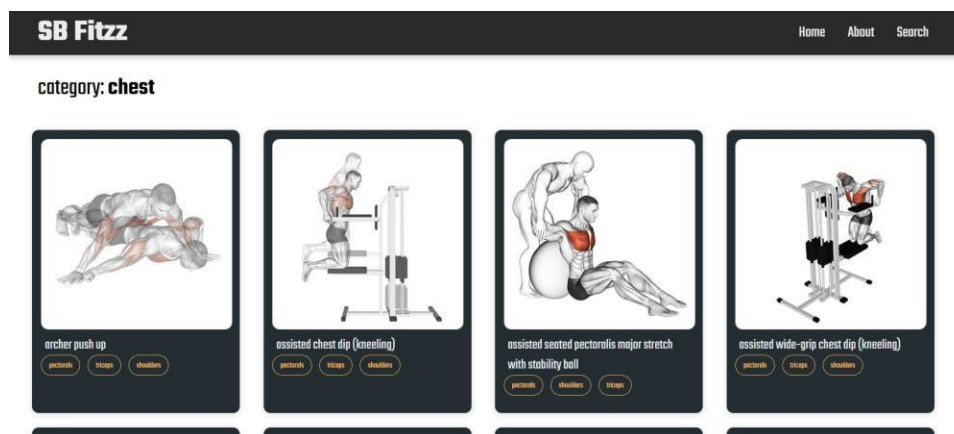 SB Fitzz
Home About Search
category: chest
archer push up
pectorals triceps shoulders
assisted chest dip (kneeling)
pectorals triceps shoulders
assisted seated pectoralis major stretch
with stability ball
pectorals shoulders triceps
assisted wide-grip chest dip (kneeling)
pectorals triceps shoulders